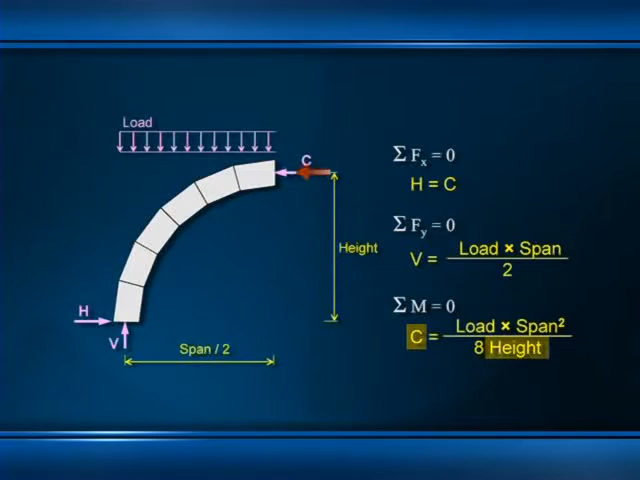 Load
C
Height
H
V
Span / 2
Σ Fx = 0
H = C
Σ Fy = 0
V = Load × Span
2
Σ M = 0
C = Load × Span²
8 Height